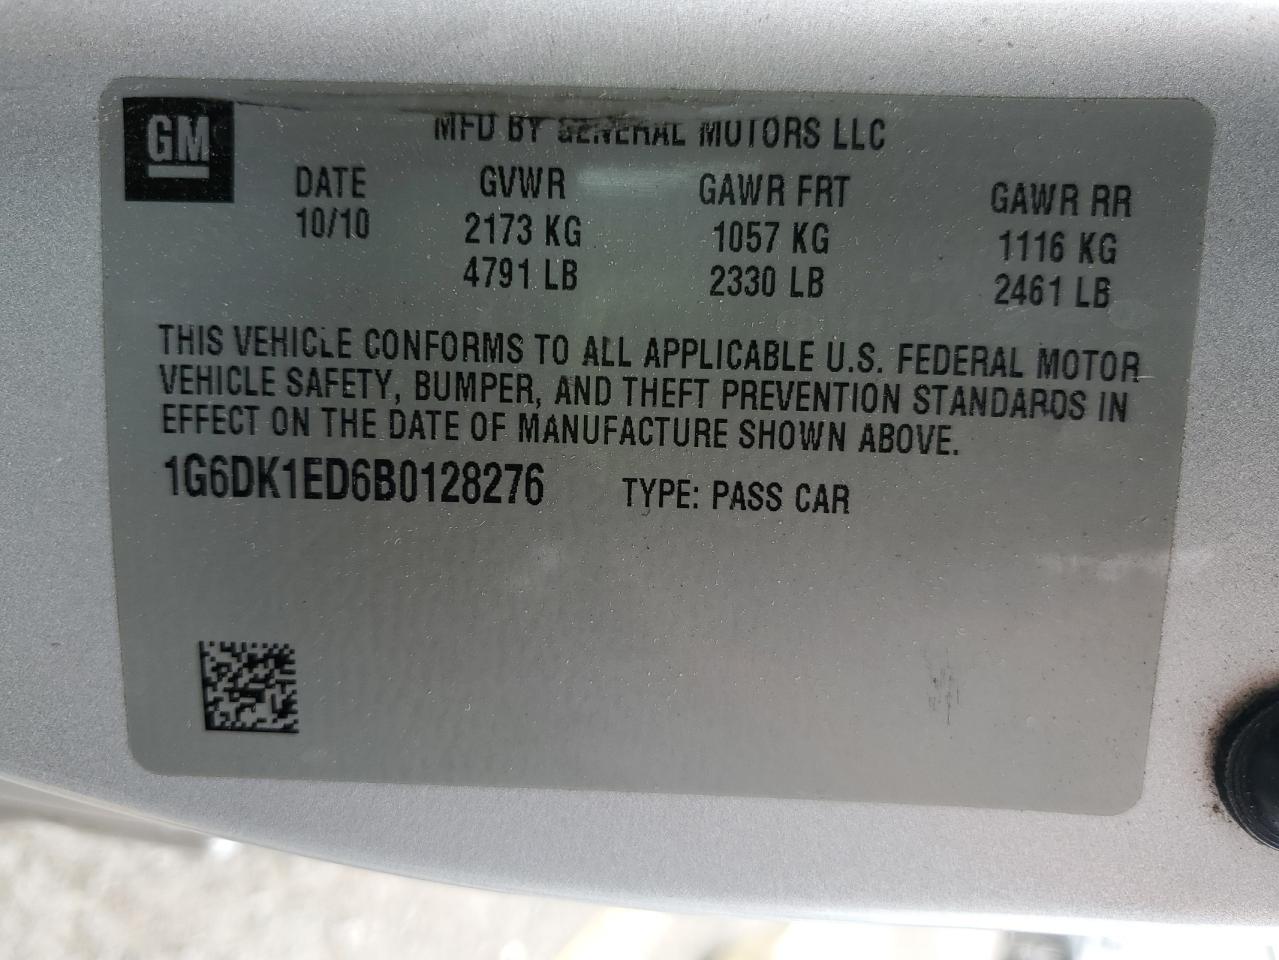 GM
MFD BY GENERAL MOTORS LLC
DATE GVWR GAWR FRT GAWR RR
10/10 2173 KG 1057 KG 1116 KG
4791 LB 2330 LB 2461 LB
THIS VEHICLE CONFORMS TO ALL APPLICABLE U.S. FEDERAL MOTOR
VEHICLE SAFETY, BUMPER, AND THEFT PREVENTION STANDARDS IN
EFFECT ON THE DATE OF MANUFACTURE SHOWN ABOVE.
1G6DK1ED6B0128276 TYPE: PASS CAR